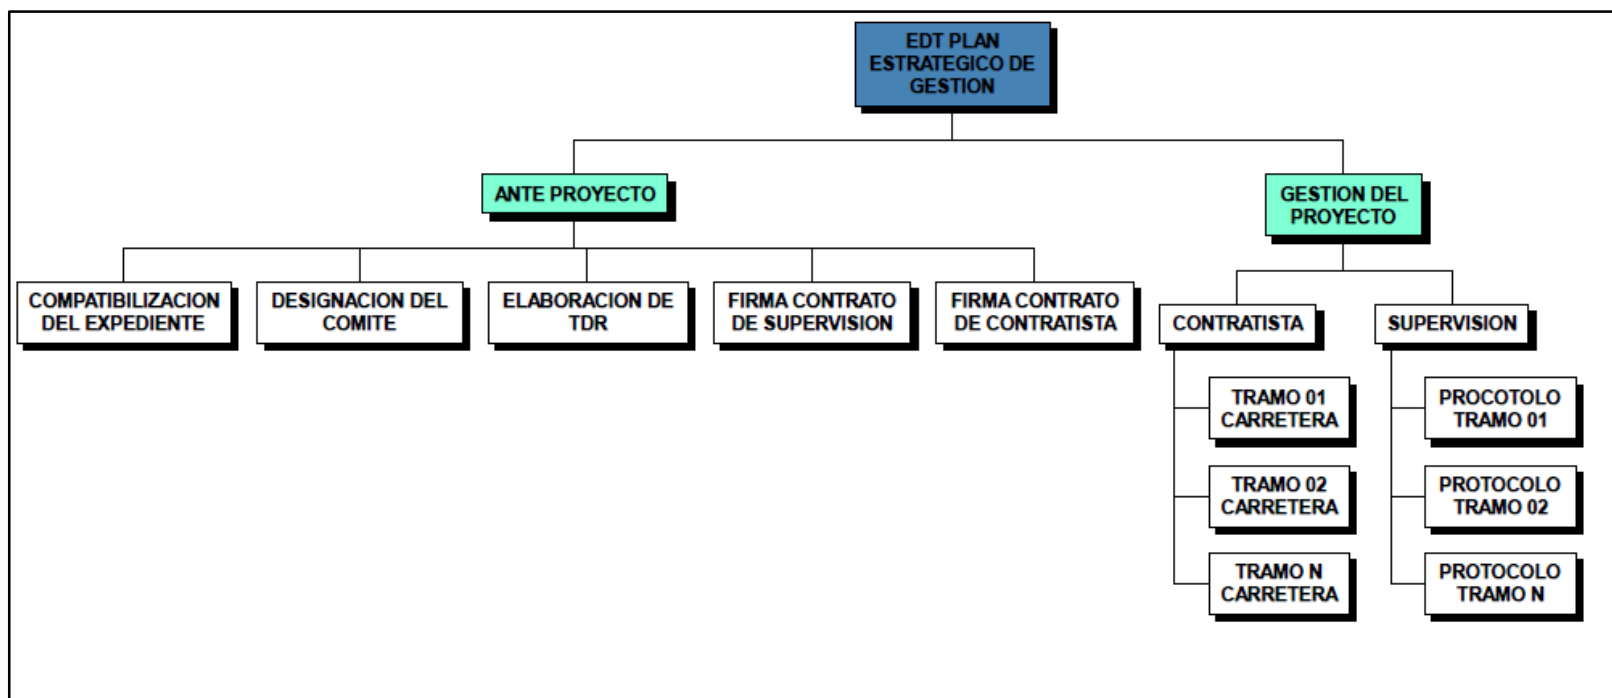 EDT PLAN
ESTRATEGICO DE
GESTION
ANTE PROYECTO
GESTION DEL
PROYECTO
COMPATIBILIZACION
DEL EXPEDIENTE
DESIGNACION DEL
COMITE
ELABORACION DE
TDR
FIRMA CONTRATO
DE SUPERVISION
FIRMA CONTRATO
DE CONTRATISTA
CONTRATISTA
SUPERVISION
TRAMO 01
CARRETERA
TRAMO 02
CARRETERA
TRAMO N
CARRETERA
PROCOTOLO
TRAMO 01
PROTOCOLO
TRAMO 02
PROTOCOLO
TRAMO N